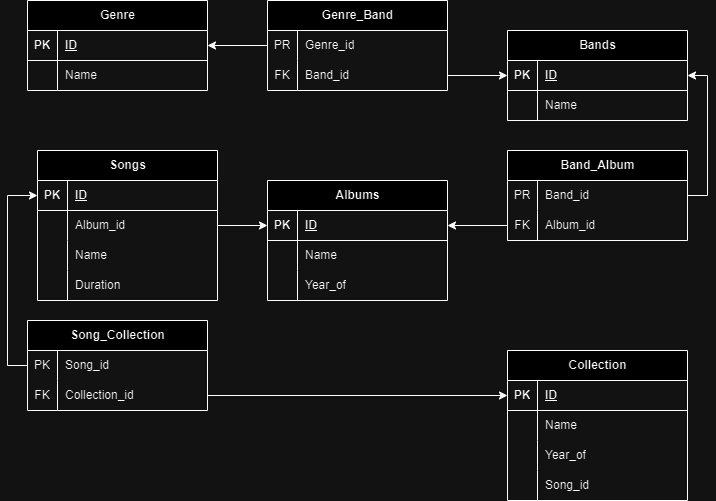 Genre
PK ID
Name
Genre_Band
PR Genre_id
FK Band_id
Bands
PK ID
Name
Songs
PK ID
Album_id
Name
Duration
Albums
PK ID
Name
Year_of
Band_Album
PR Band_id
FK Album_id
Song_Collection
PK Song_id
FK Collection_id
Collection
PK ID
Name
Year_of
Song_id